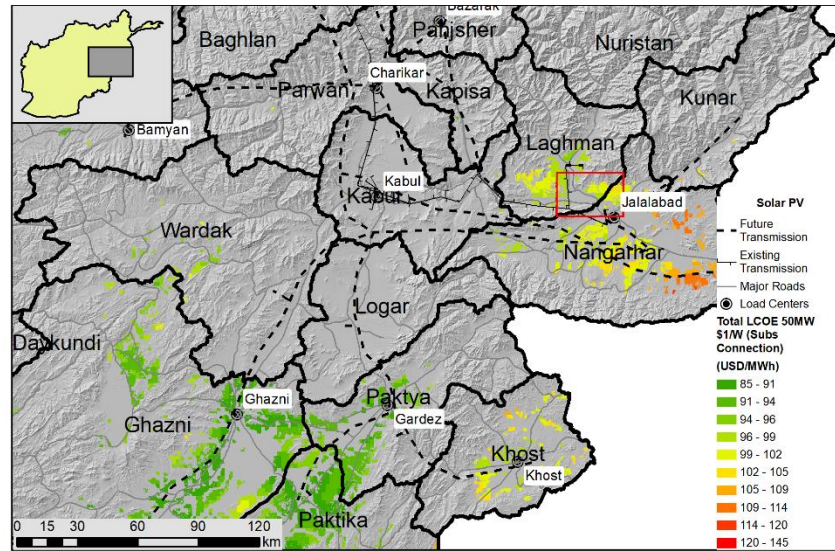 Bazarak
Panjsher
Baghlan
Nuristan
Charikar
Parwan
Kapisa
Kunar
Bamyan
Laghman
Kabul
Kabul
Jalalabad
Wardak
Nangarhar
Logar
Daykundi
Ghazni
Paktya
Ghazni
Gardez
Khost
Khost
Paktika
0 15 30 60 90 120
km
Solar PV
Future
Transmission
Existing
Transmission
Major Roads
Load Centers
Total LCOE 50MW
$1/W (Subs
Connection)
(USD/MWh)
85 - 91
91 - 94
94 - 96
96 - 99
99 - 102
102 - 105
105 - 109
109 - 114
114 - 120
120 - 145